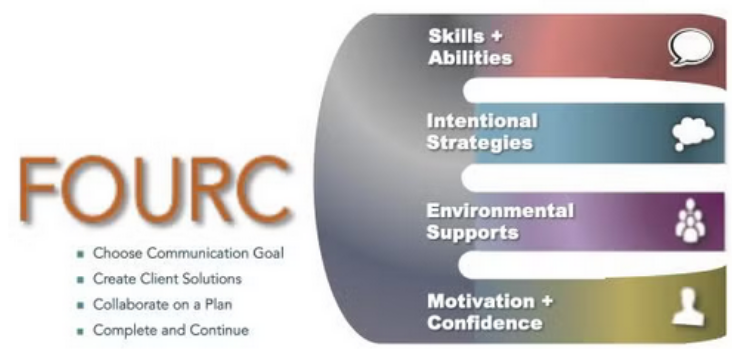 FOURC
Choose Communication Goal
Create Client Solutions
Collaborate on a Plan
Complete and Continue
Skills +
Abilities
Intentional
Strategies
Environmental
Supports
Motivation +
Confidence